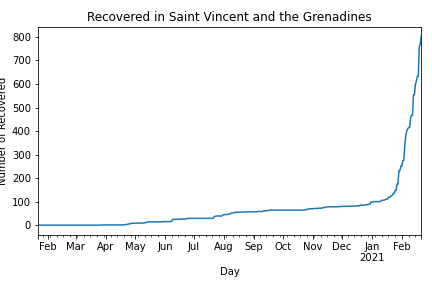 Recovered in Saint Vincent and the Grenadines
800
700
600
500
400
300
200
100
0
Number of Recovered
Feb Mar Apr May Jun Jul Aug Sep Oct Nov Dec Jan Feb
2021
Day